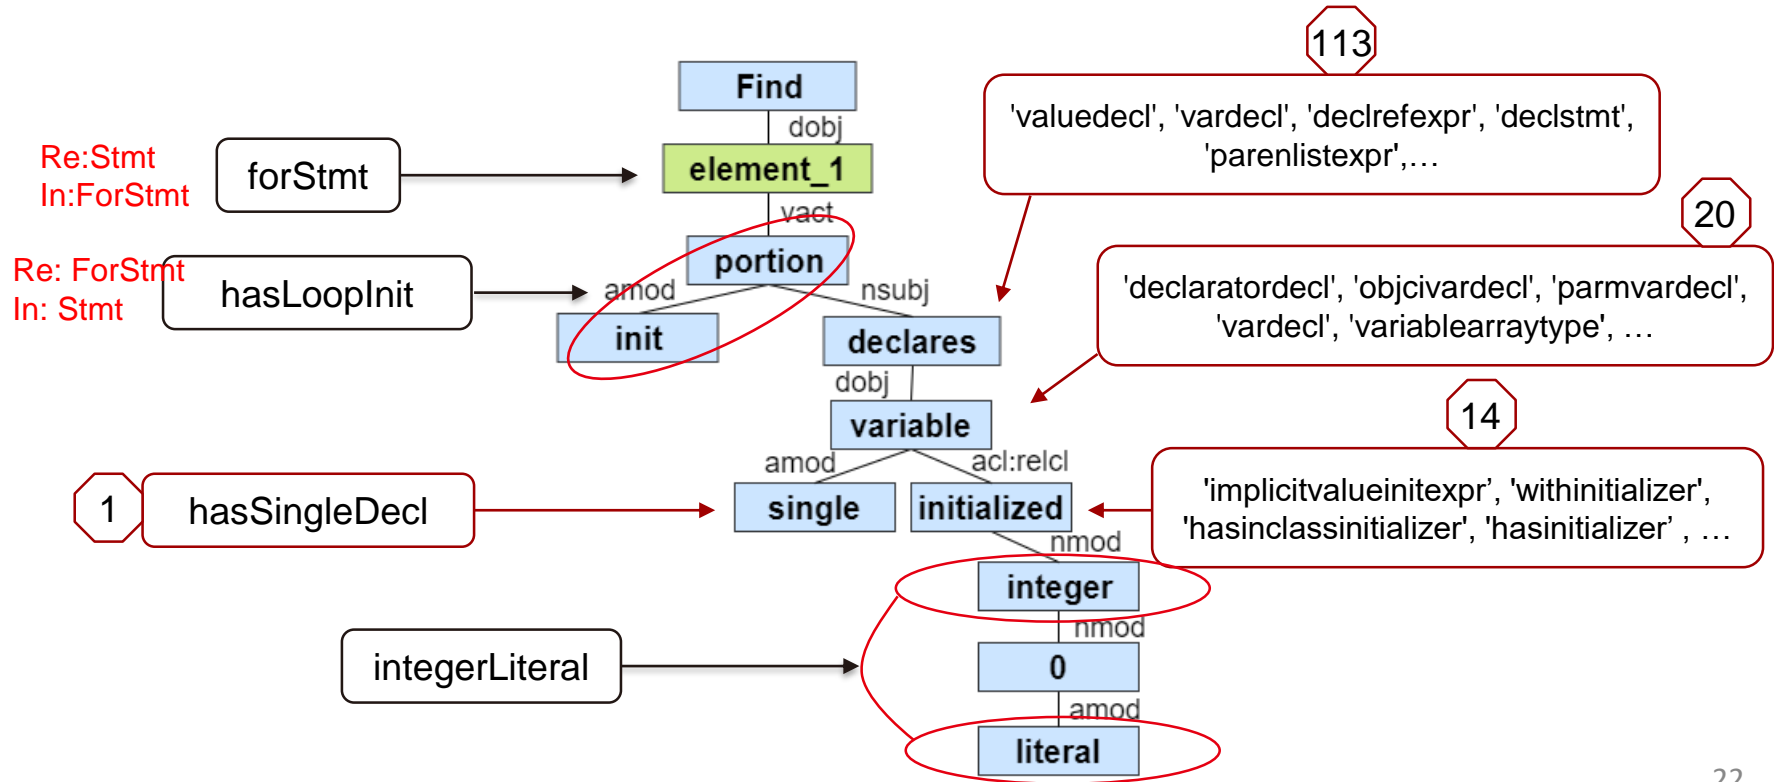 113
'valuedecl', 'vardecl', 'declrefexpr', 'declstmt',
'parenlistexpr',…
Find
dobj
Re:Stmt
In:ForStmt
forStmt
element_1
vact
20
'declaratordecl', 'objcivardecl', 'parmvardecl',
'vardecl', 'variablearraytype', …
Re: ForStmt
In: Stmt
hasLoopInit
portion
amod
nsubj
init
declares
dobj
variable
14
amod
acl:relcl
'implicitvalueinitexpr’, 'withinitializer',
'hasinclassinitializer', 'hasinitializer’ , …
1
hasSingleDecl
single
initialized
nmod
integer
nmod
integerLiteral
0
amod
literal
22